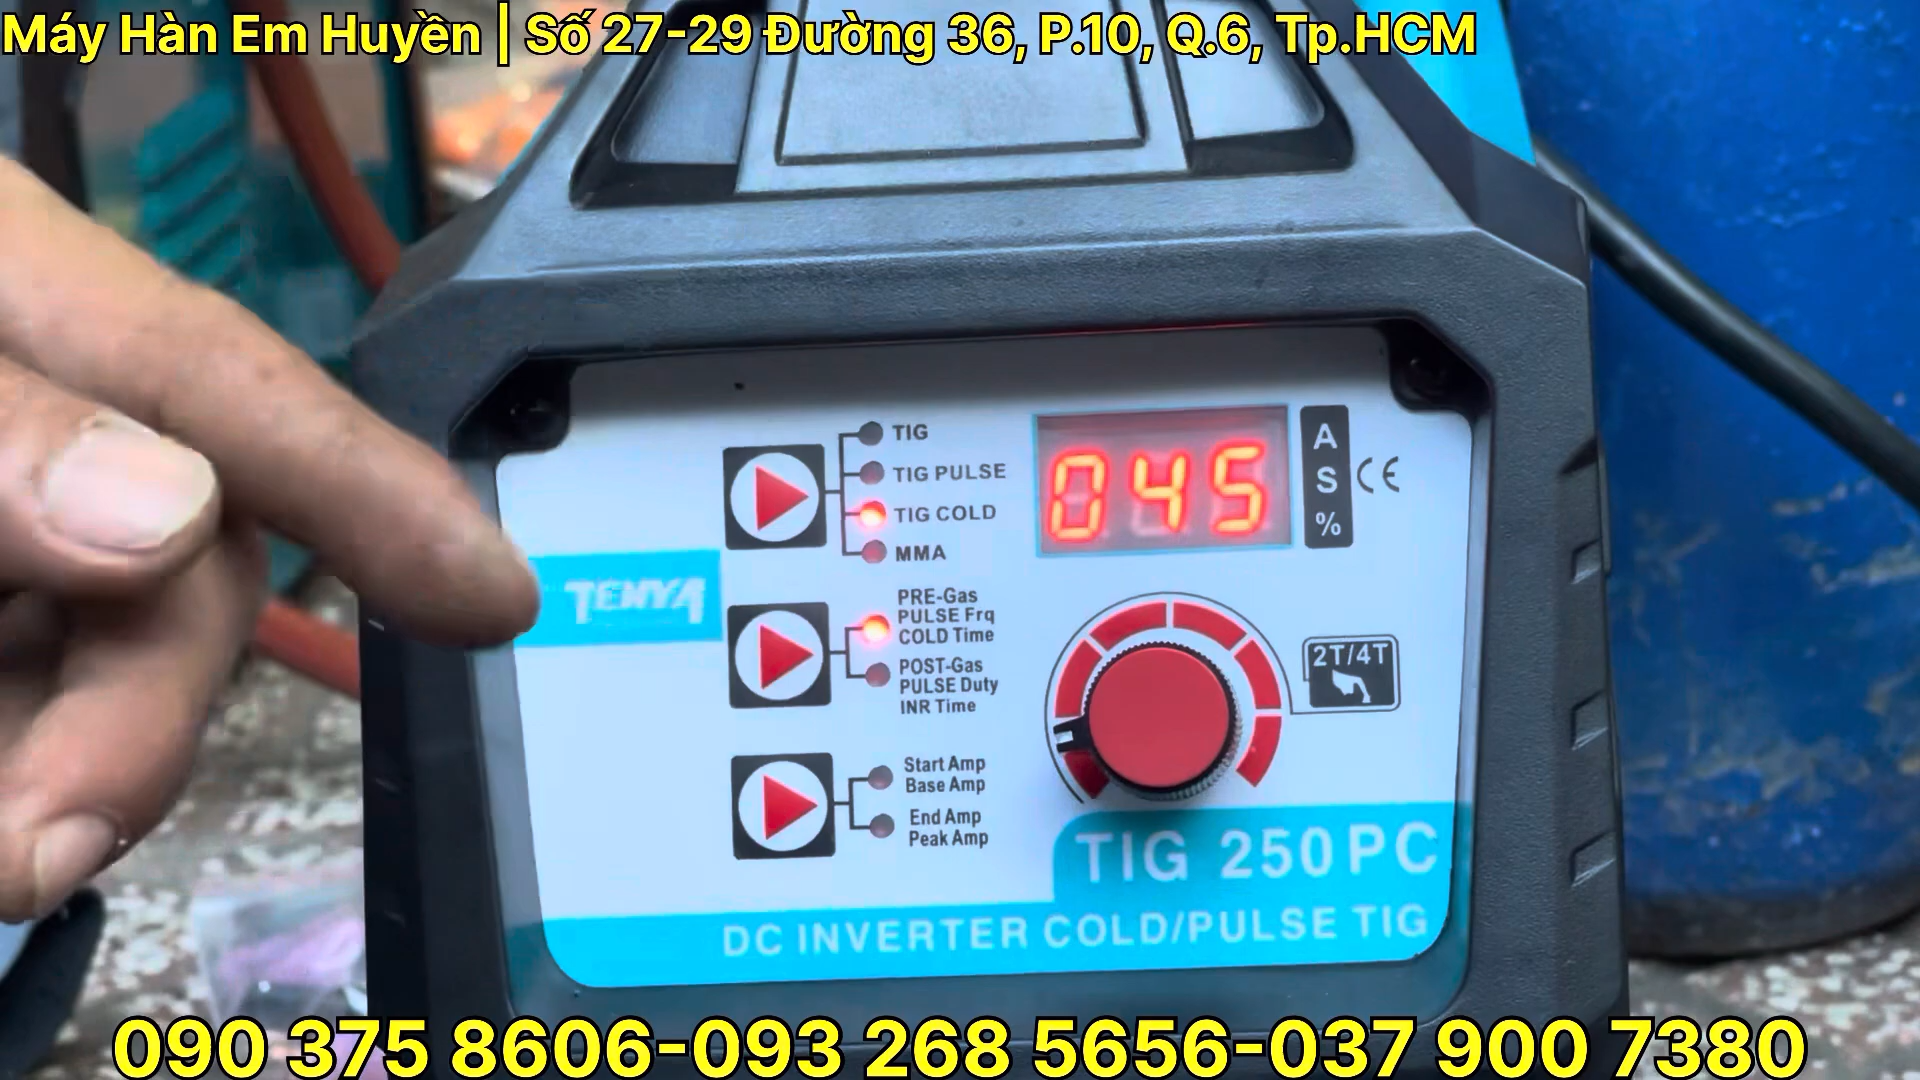 Máy Hàn Em Huyền | Số 27-29 Đường 36, P.10, Q.6, Tp.HCM
TIG
TIG PULSE
TIG COLD
MMA
045
A
S
%
CE
TENYA
PRE-Gas
PULSE Frq
COLD Time
POST-Gas
PULSE Duty
INR Time
2T/4T
Start Amp
Base Amp
End Amp
Peak Amp
TIG 250PC
DC INVERTER COLD/PULSE TIG
090 375 8606-093 268 5656-037 900 7380